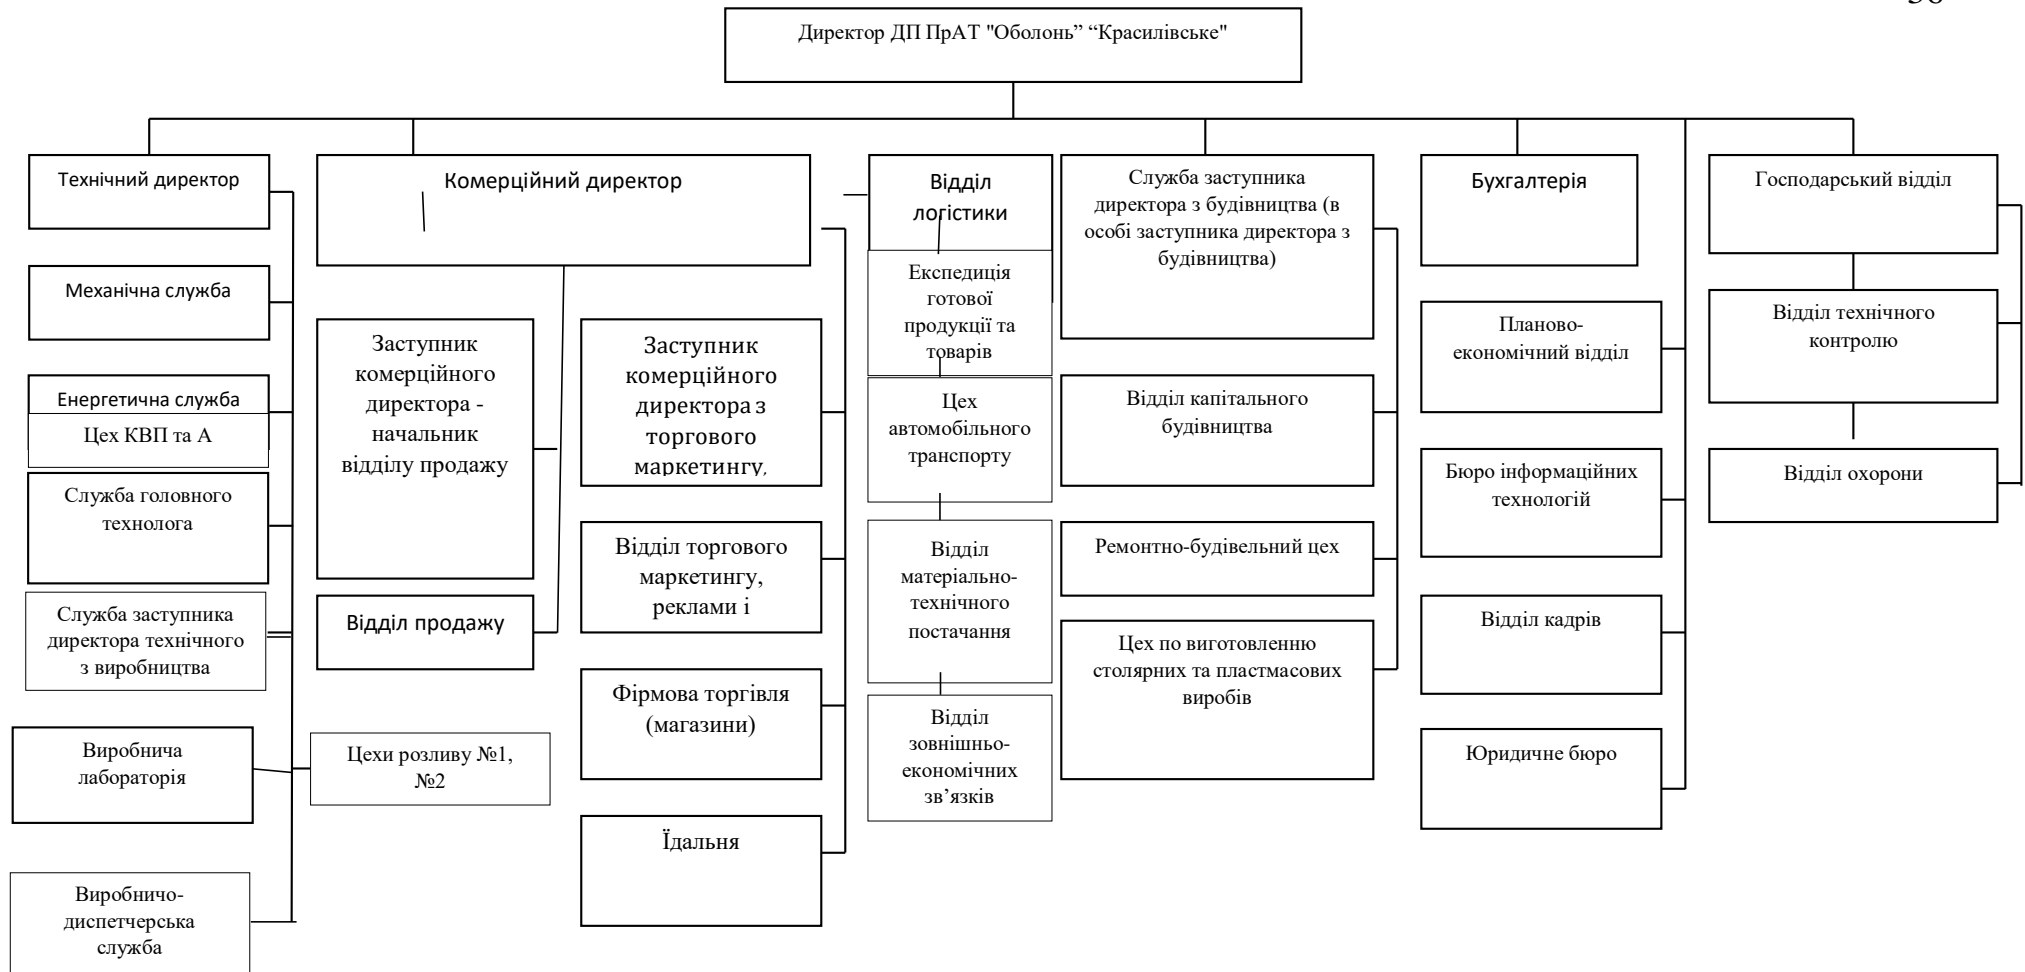 Директор ДП ПрАТ "Оболонь” “Красилівське"
Технічний директор
Механічна служба
Енергетична служба
Цех КВП та А
Служба головного
технолога
Служба заступника
директора технічного
з виробництва
Виробнича
лабораторія
Виробничо-
диспетчерська
служба
Цехи розливу №1,
№2
Комерційний директор
Заступник
комерційного
директора -
начальник
відділу продажу
Відділ продажу
Заступник
комерційного
директора з
торгового
маркетингу,
Відділ торгового
маркетингу,
реклами і
Фірмова торгівля
(магазини)
Їдальня
Відділ
логістики
Експедиція
готової
продукції та
товарів
Цех
автомобільного
транспорту
Відділ
матеріально-
технічного
постачання
Відділ
зовнішньо-
економічних
зв’язків
Служба заступника
директора з будівництва (в
особі заступника директора з
будівництва)
Відділ капітального
будівництва
Ремонтно-будівельний цех
Цех по виготовленню
столярних та пластмасових
виробів
Бухгалтерія
Планово-
економічний відділ
Бюро інформаційних
технологій
Відділ кадрів
Юридичне бюро
Господарський відділ
Відділ технічного
контролю
Відділ охорони